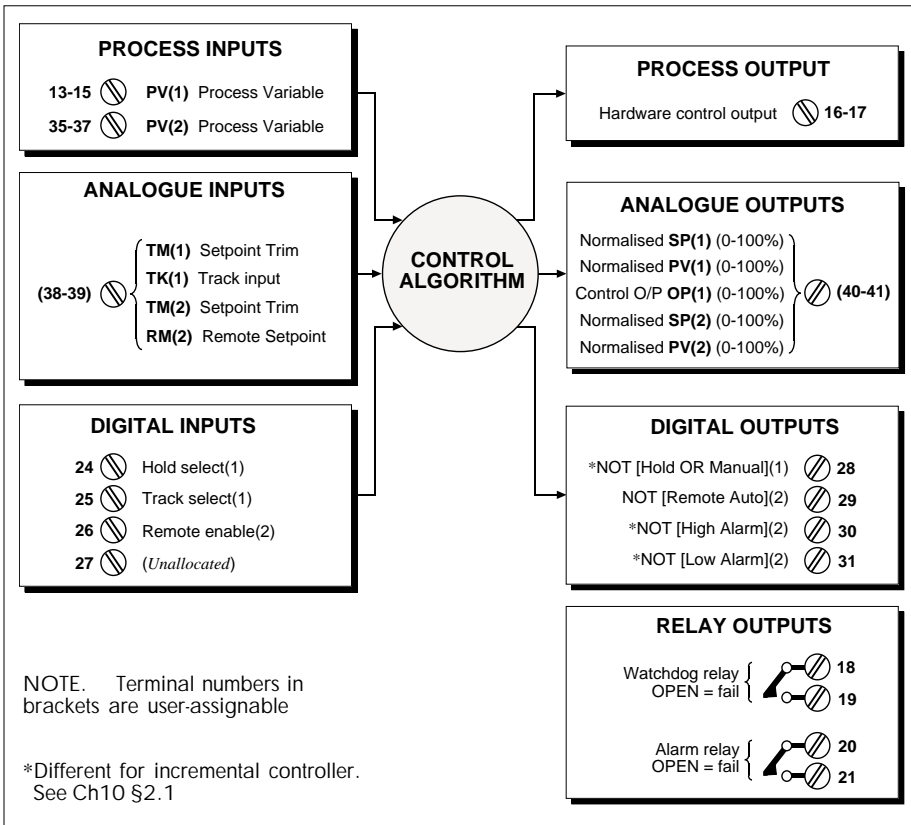 PROCESS INPUTS
13-15 PV(1) Process Variable
35-37 PV(2) Process Variable
ANALOGUE INPUTS
(38-39)
TM(1) Setpoint Trim
TK(1) Track input
TM(2) Setpoint Trim
RM(2) Remote Setpoint
DIGITAL INPUTS
24 Hold select(1)
25 Track select(1)
26 Remote enable(2)
27 (Unallocated)
NOTE. Terminal numbers in
brackets are user-assignable
*Different for incremental controller.
See Ch10 §2.1
CONTROL
ALGORITHM
PROCESS OUTPUT
Hardware control output 16-17
ANALOGUE OUTPUTS
Normalised SP(1) (0-100%)
Normalised PV(1) (0-100%)
Control O/P OP(1) (0-100%)
Normalised SP(2) (0-100%)
Normalised PV(2) (0-100%)
(40-41)
DIGITAL OUTPUTS
*NOT [Hold OR Manual](1) 28
NOT [Remote Auto](2) 29
*NOT [High Alarm](2) 30
*NOT [Low Alarm](2) 31
RELAY OUTPUTS
Watchdog relay
OPEN = fail
18
19
Alarm relay
OPEN = fail
20
21